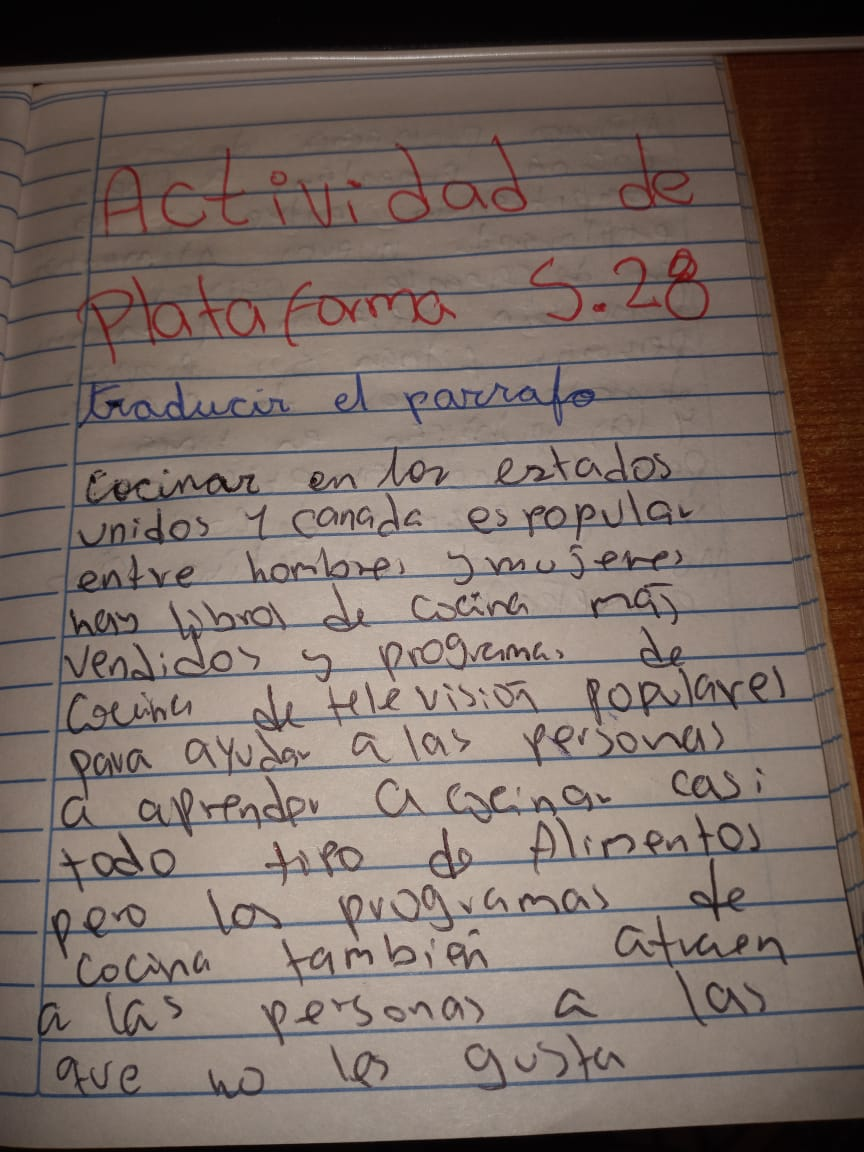 Actividad de
Plataforma S.28
traducir el parrafo
cocinar en los estados
unidos y canada es popular
entre hombres y mujeres
hay libros de cocina más
vendidos y programas de
cocina de televisión populares
para ayudar a las personas
a aprender a cocinar casi
todo tipo de Alimentos
pero los programas de
cocina también atraen
a las personas a las
que no les gusta